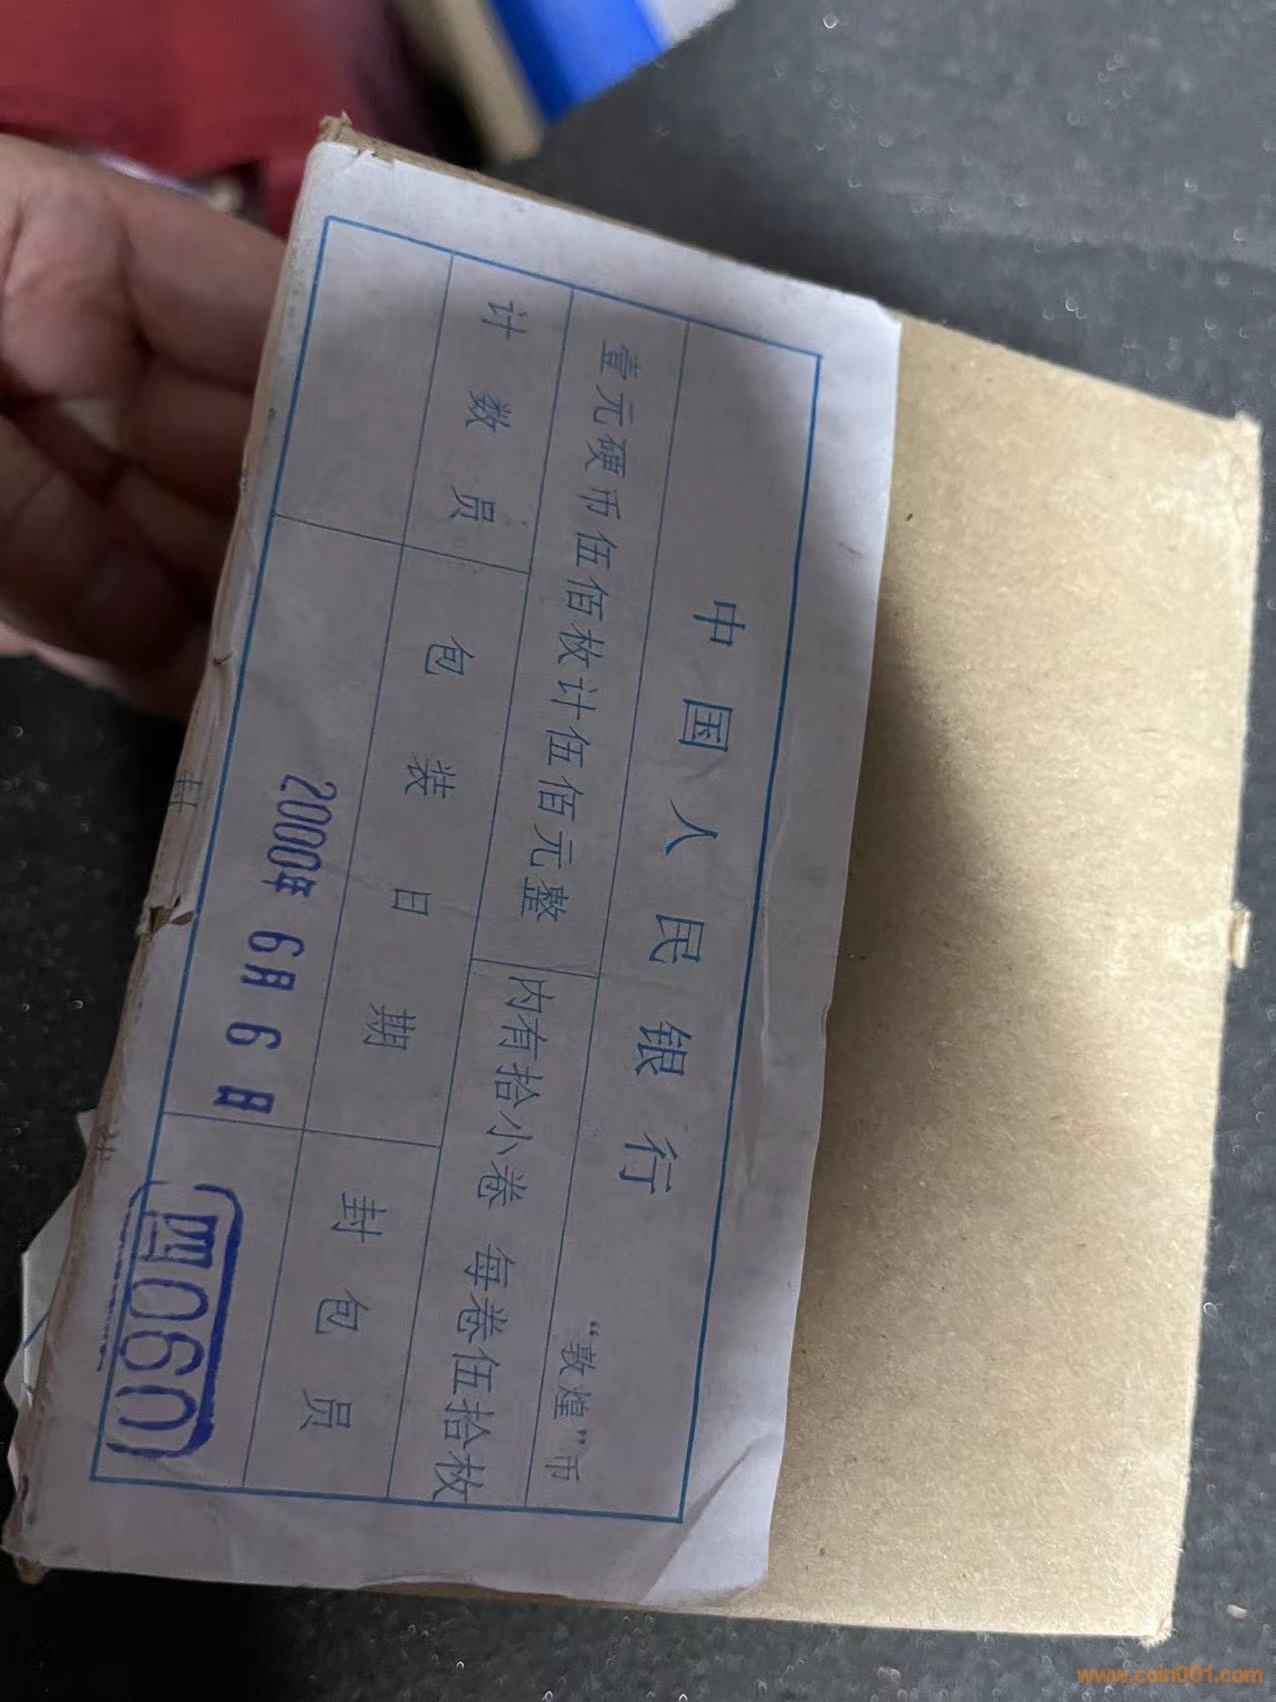 中国人民银行
“敦煌”币
壹元硬币伍佰枚计伍佰元整
内有拾小卷 每卷伍拾枚
计数员
包装日期
封包员
2000年6月6日
四060
封
www.coin001.com